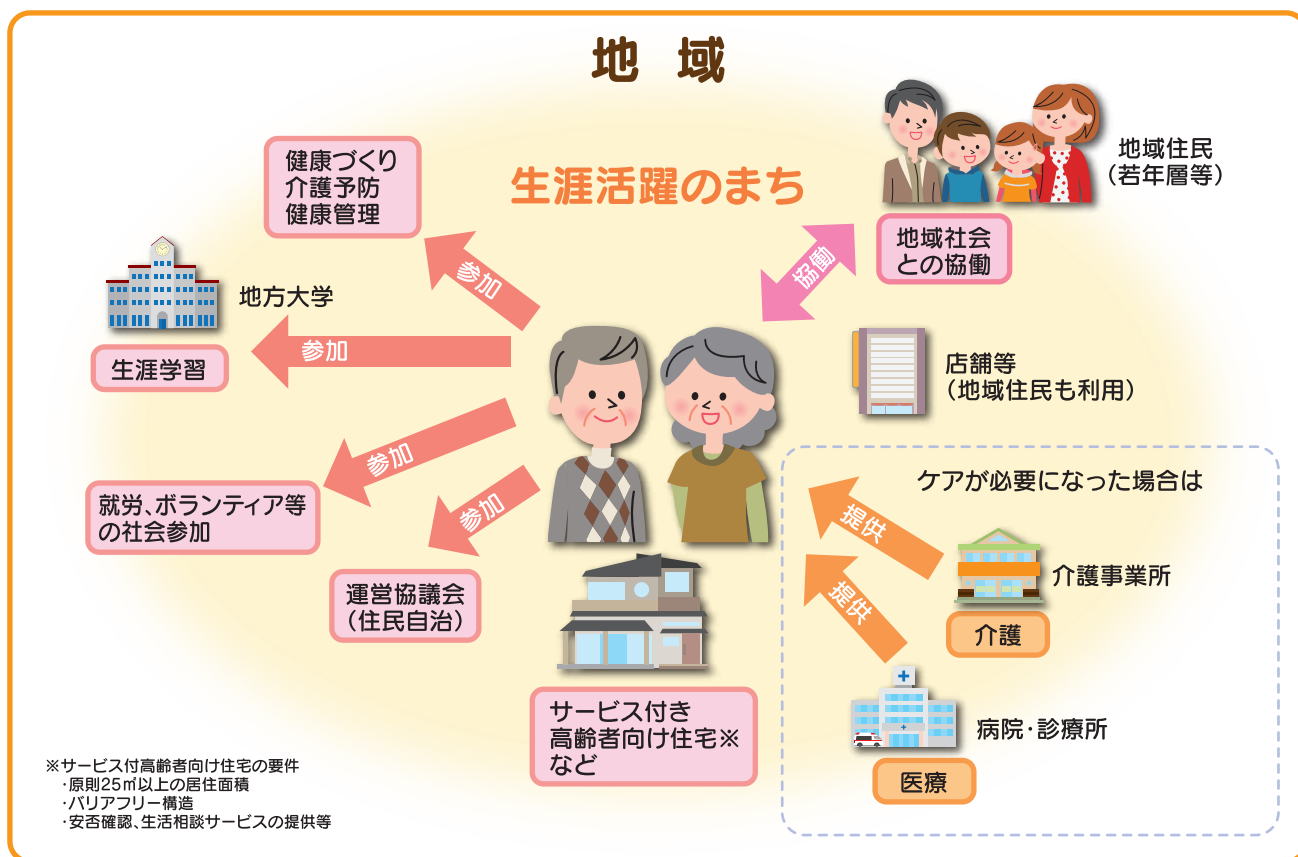 地 域
生涯活躍のまち
地域住民
（若年層等）
健康づくり
介護予防
健康管理
参加
協働
地域社会
との協働
地方大学
生涯学習
参加
店舗等
（地域住民も利用）
参加
就労、ボランティア等
の社会参加
参加
運営協議会
（住民自治）
ケアが必要になった場合は
提供
介護事業所
介護
提供
病院・診療所
医療
サービス付き
高齢者向け住宅※
など
※サービス付高齢者向け住宅の要件
・原則25㎡以上の居住面積
・バリアフリー構造
・安否確認、生活相談サービスの提供等